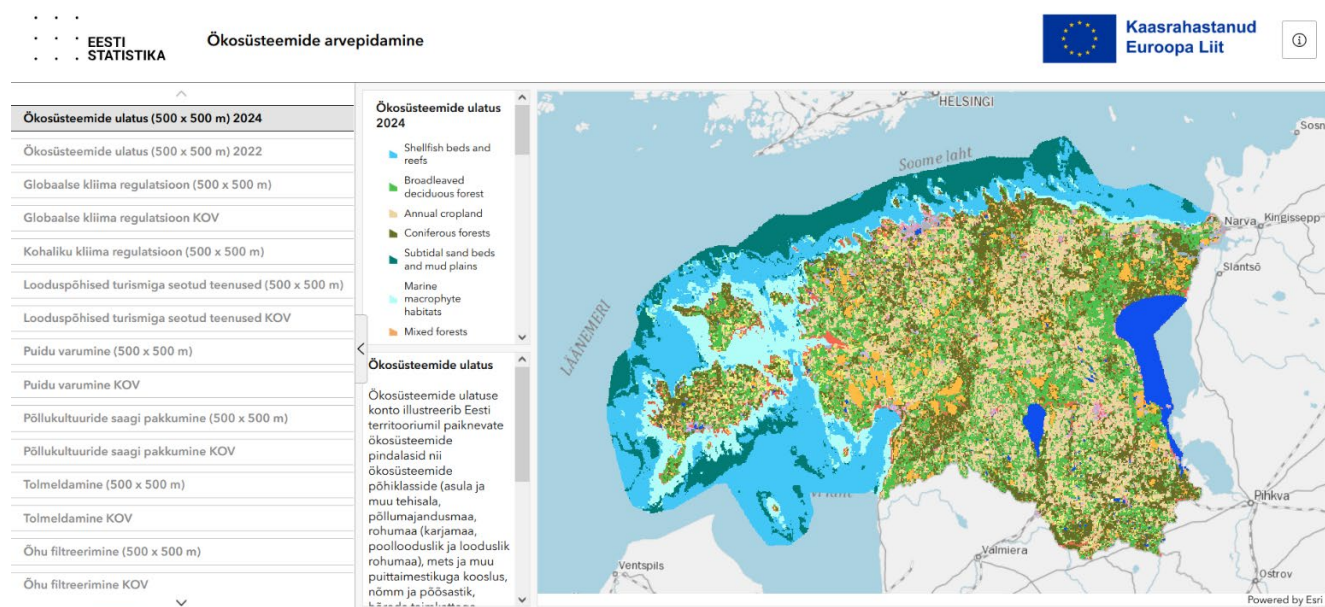 EESTI
STATISTIKA
Ökosüsteemide arvepidamine
Kaasrahastanud
Euroopa Liit
Ökosüsteemide ulatus (500 x 500 m) 2024
Ökosüsteemide ulatus (500 x 500 m) 2022
Globaalse kliima regulatsioon (500 x 500 m)
Globaalse kliima regulatsioon KOV
Kohaliku kliima regulatsioon (500 x 500 m)
Looduspõhised turismiga seotud teenused (500 x 500 m)
Looduspõhised turismiga seotud teenused KOV
Puidu varumine (500 x 500 m)
Puidu varumine KOV
Põllukultuuride saagi pakkumine (500 x 500 m)
Põllukultuuride saagi pakkumine KOV
Tolmeldamine (500 x 500 m)
Tolmeldamine KOV
Õhu filtreerimine (500 x 500 m)
Õhu filtreerimine KOV
Ökosüsteemide ulatus
2024
Shellfish beds and
reefs
Broadleaved
deciduous forest
Annual cropland
Coniferous forests
Subtidal sand beds
and mud plains
Marine
macrophyte
habitats
Mixed forests
Ökosüsteemide ulatus
Ökosüsteemide ulatuse
konto illustreerib Eesti
territooriumil paiknevate
ökosüsteemide
pindalasid nii
ökosüsteemide
põhiklasside (asula ja
muu tehisala,
põllumajandusmaa,
rohumaa (karjamaa,
poollooduslik ja looduslik
rohumaa), mets ja muu
puittaimestikuga kooslus,
nõmm ja põõsastik,
HELSINGI
Soome laht
Sosn
Narva
Kingissepp
Slantsõ
LÄÄNEMERI
laht
Pihkva
Valmiera
Ventspils
Ostrov
Powered by Esri